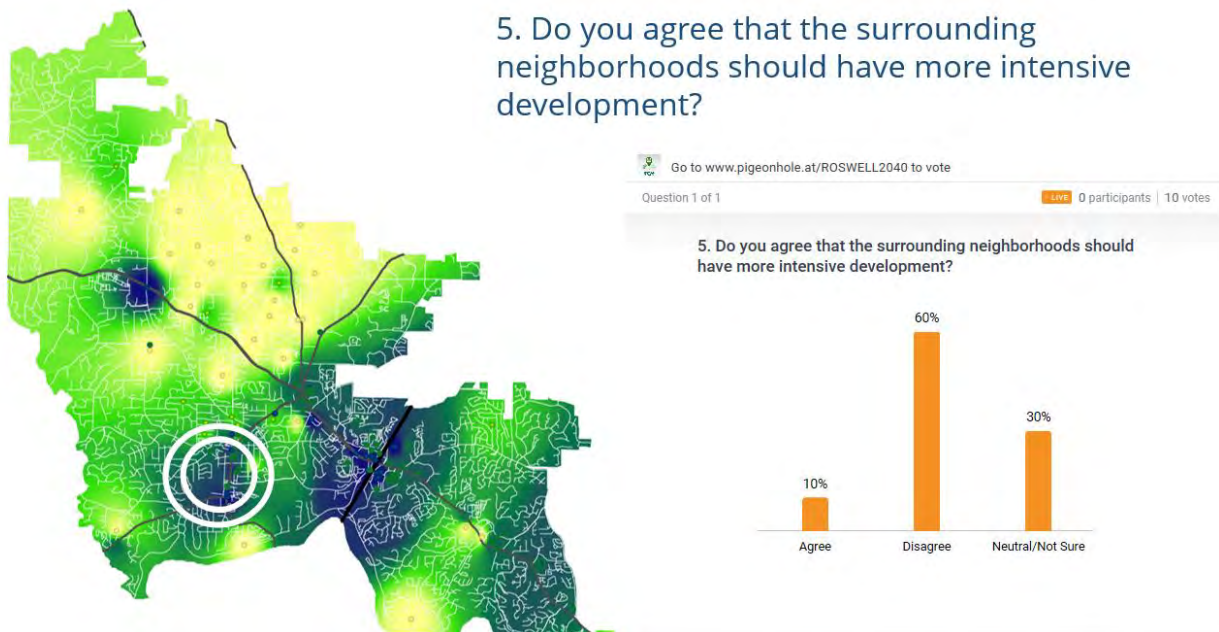 5. Do you agree that the surrounding
neighborhoods should have more intensive
development?
Go to www.pigeonhole.at/ROSWELL2040 to vote
Question 1 of 1
LIVE 0 participants | 10 votes
5. Do you agree that the surrounding neighborhoods should
have more intensive development?
60%
30%
10%
Agree
Disagree
Neutral/Not Sure